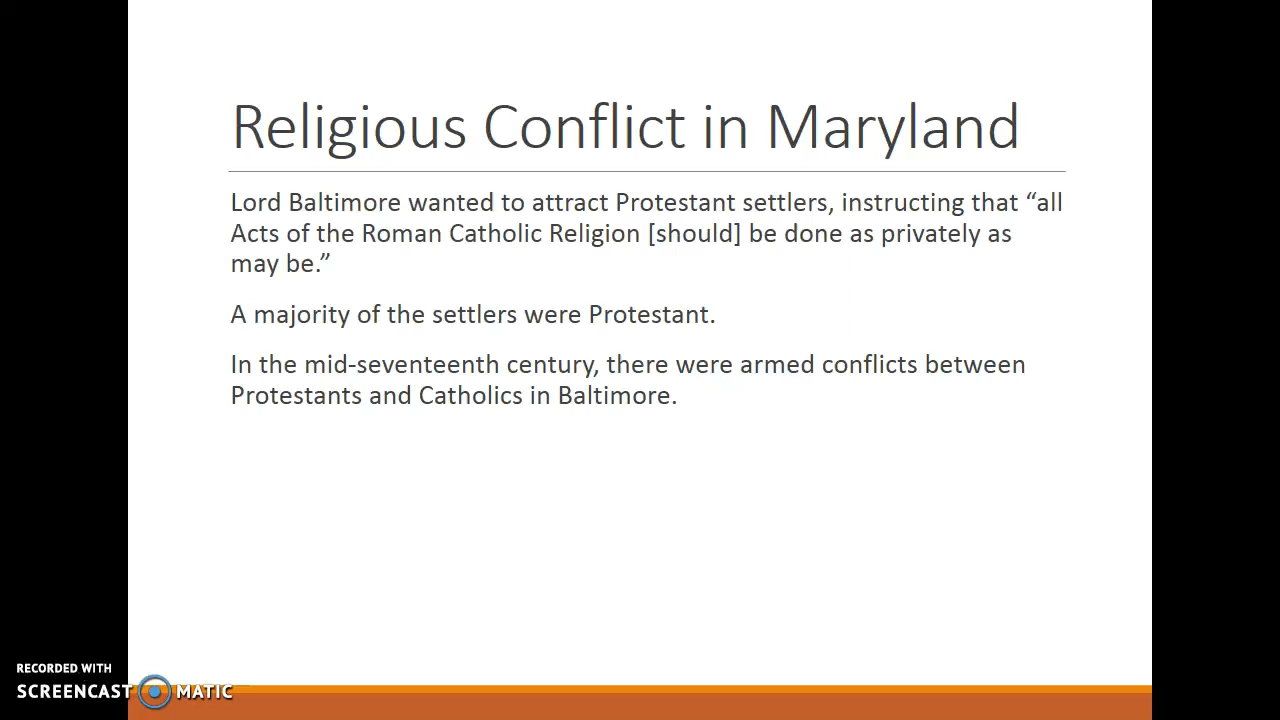 Religious Conflict in Maryland
Lord Baltimore wanted to attract Protestant settlers, instructing that “all
Acts of the Roman Catholic Religion [should] be done as privately as
may be.”
A majority of the settlers were Protestant.
In the mid-seventeenth century, there were armed conflicts between
Protestants and Catholics in Baltimore.
RECORDED WITH
SCREENCAST MATIC